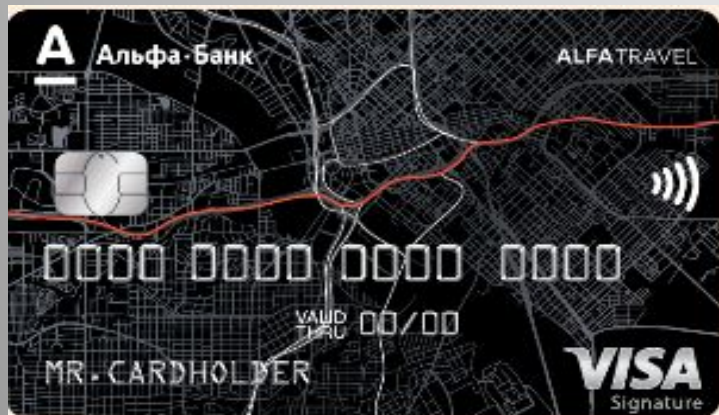 А Альфа·Банк ALFATRAVEL
0000 0000 0000 0000
VALID THRU 00/00
MR. CARDHOLDER
VISA
Signature